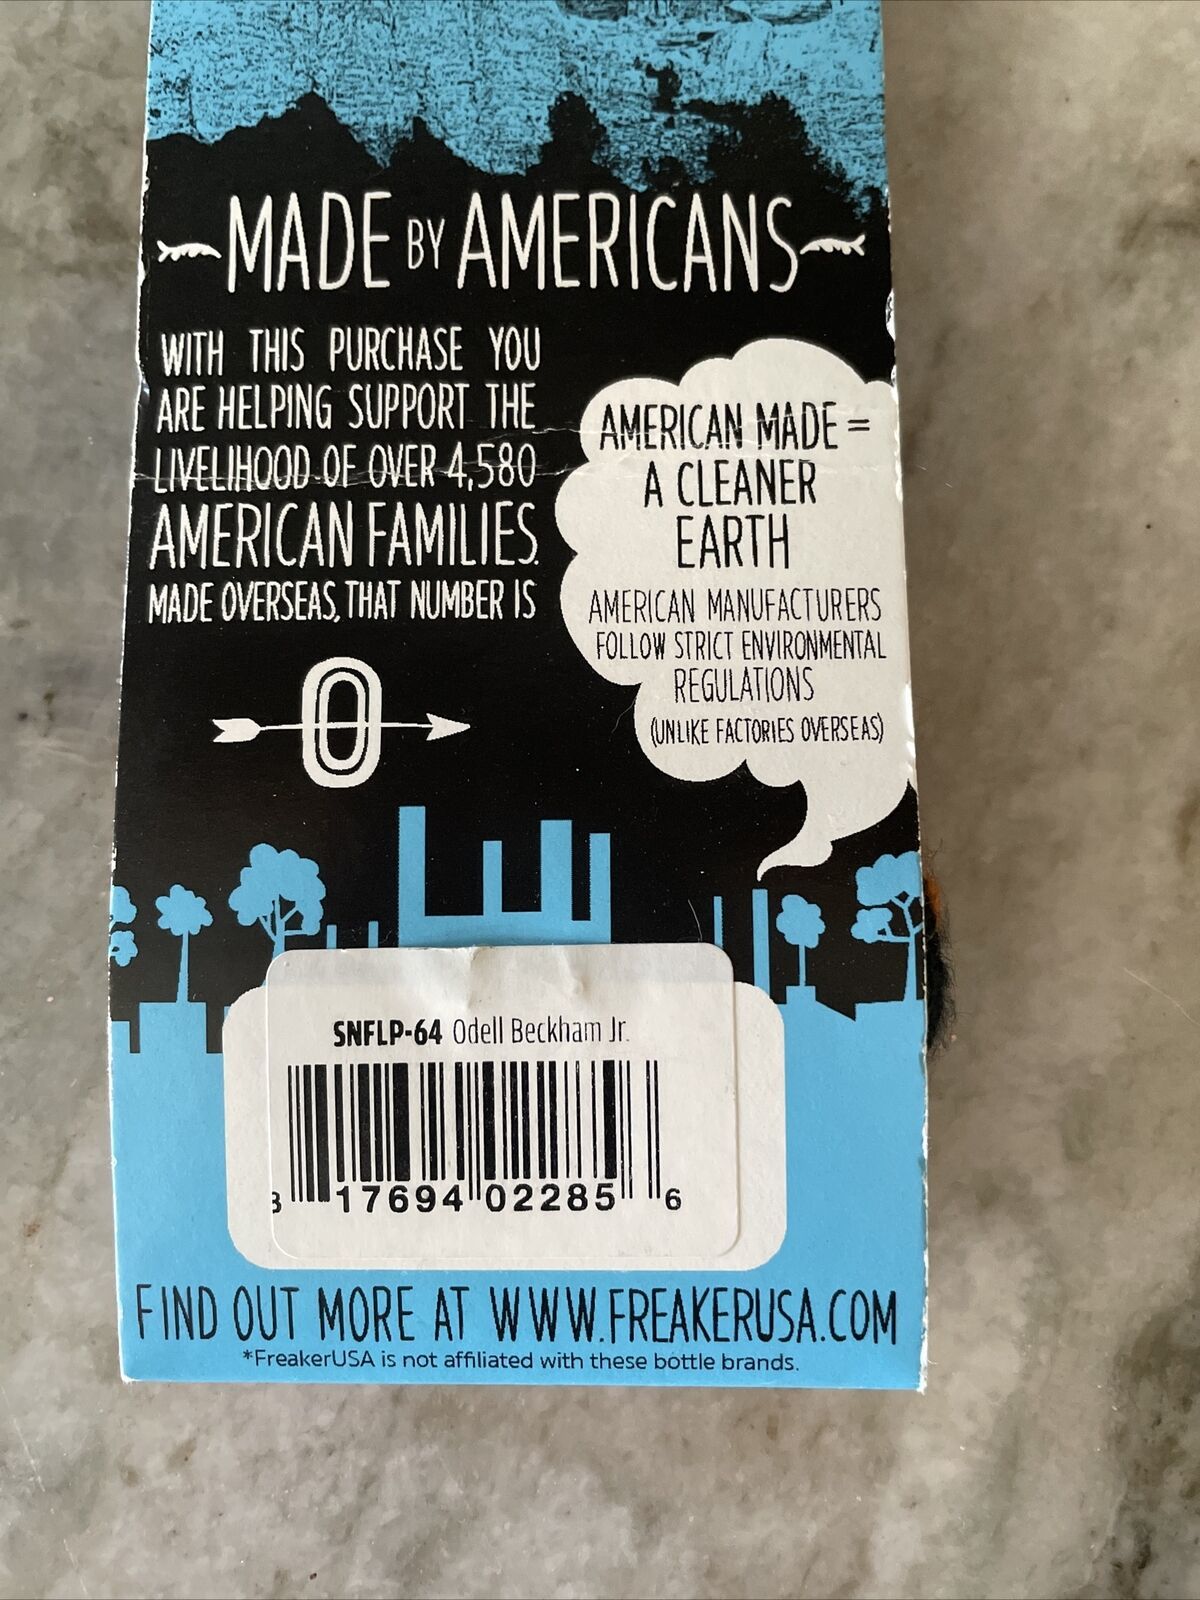 MADE BY AMERICANS
WITH THIS PURCHASE YOU
ARE HELPING SUPPORT THE
LIVELIHOOD OF OVER 4,580
AMERICAN FAMILIES.
MADE OVERSEAS, THAT NUMBER IS
0
AMERICAN MADE =
A CLEANER
EARTH
AMERICAN MANUFACTURERS
FOLLOW STRICT ENVIRONMENTAL
REGULATIONS
(UNLIKE FACTORIES OVERSEAS)
SNFLP-64 Odell Beckham Jr.
8 17694 02285 6
FIND OUT MORE AT WWW.FREAKERUSA.COM
*FreakerUSA is not affiliated with these bottle brands.